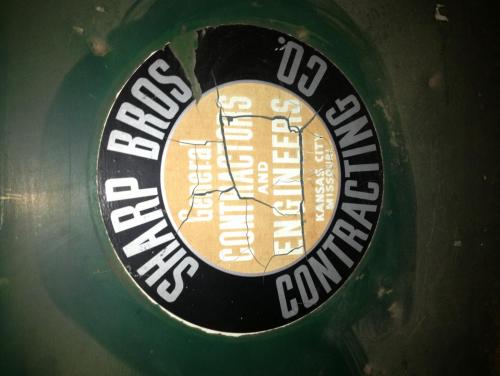 SHARP BROS
CONTRACTING CO.
General
CONTRACTORS
AND
ENGINEERS
KANSAS CITY
MISSOURI